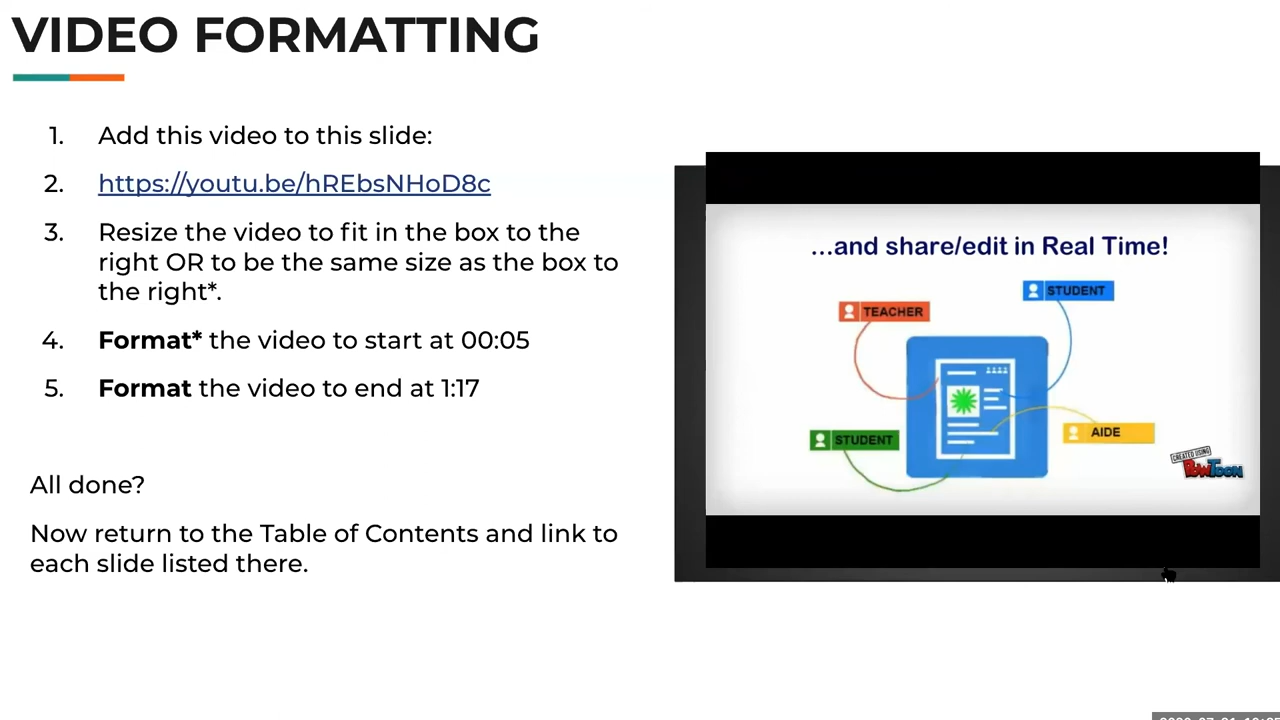 VIDEO FORMATTING
1. Add this video to this slide:
2. https://youtu.be/hREbsNHoD8c
3. Resize the video to fit in the box to the
right OR to be the same size as the box to
the right*.
4. Format* the video to start at 00:05
5. Format the video to end at 1:17
All done?
Now return to the Table of Contents and link to
each slide listed there.
...and share/edit in Real Time!
STUDENT
TEACHER
AIDE
STUDENT
CREATED USING
PowToon